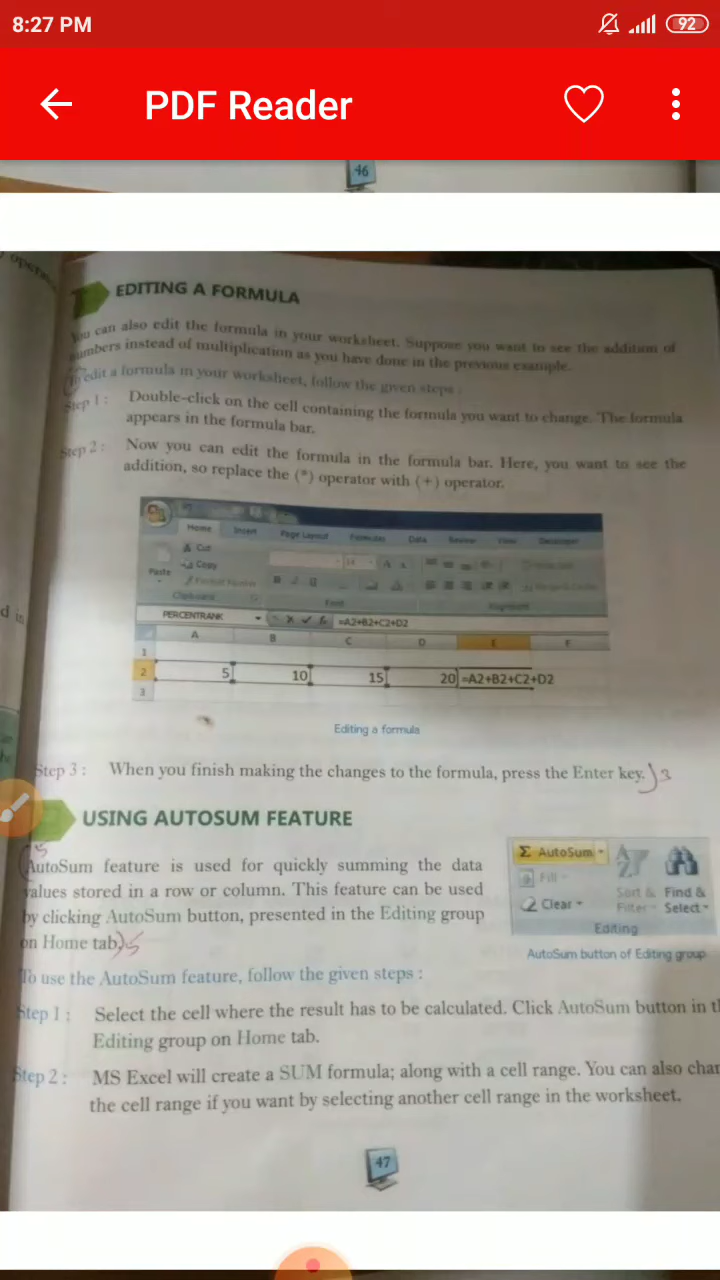 8:27 PM
92
PDF Reader
46
EDITING A FORMULA
You can also edit the formula in your worksheet. Suppose you want to see the addition of
numbers instead of multiplication as you have done in the previous example.
To edit a formula in your worksheet, follow the given steps :
Step 1 : Double-click on the cell containing the formula you want to change. The formula
appears in the formula bar.
Step 2 : Now you can edit the formula in the formula bar. Here, you want to see the
addition, so replace the (*) operator with (+) operator.
Home Insert Page Layout Formulas Data Review View Developer
Cut
Copy
Paste Format Painter
Clipboard Font Alignment
PERCENTRANK =A2+B2+C2+D2
A B C D E F
1
2 5 10 15 20 =A2+B2+C2+D2
3
Editing a formula
Step 3 : When you finish making the changes to the formula, press the Enter key. 3
USING AUTOSUM FEATURE
5
AutoSum feature is used for quickly summing the data
values stored in a row or column. This feature can be used
by clicking AutoSum button, presented in the Editing group
on Home tab. 5
Σ AutoSum
Fill
Clear
Sort & Filter
Find & Select
Editing
AutoSum button of Editing group
To use the AutoSum feature, follow the given steps :
Step 1 : Select the cell where the result has to be calculated. Click AutoSum button in
Editing group on Home tab.
Step 2 : MS Excel will create a SUM formula; along with a cell range. You can also
the cell range if you want by selecting another cell range in the worksheet.
47